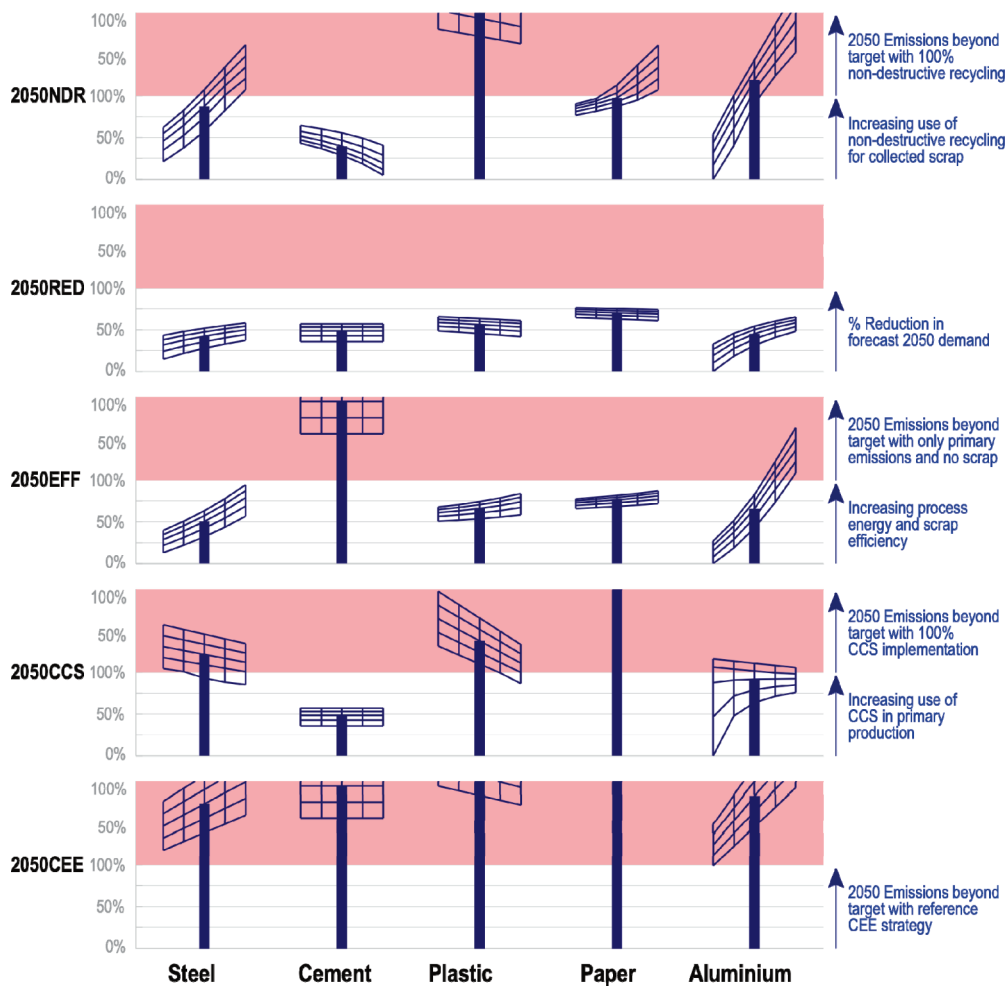 100%
50%
2050NDR 100%
50%
0%
2050 Emissions beyond
target with 100%
non-destructive recycling
Increasing use of
non-destructive recycling
for collected scrap
100%
50%
2050RED 100%
50%
0%
% Reduction in
forecast 2050 demand
100%
50%
2050EFF 100%
50%
0%
2050 Emissions beyond
target with only primary
emissions and no scrap
Increasing process
energy and scrap
efficiency
100%
50%
2050CCS 100%
50%
0%
2050 Emissions beyond
target with 100%
CCS implementation
Increasing use of
CCS in primary
production
100%
50%
2050CEE 100%
50%
0%
2050 Emissions beyond
target with reference
CEE strategy
Steel Cement Plastic Paper Aluminium